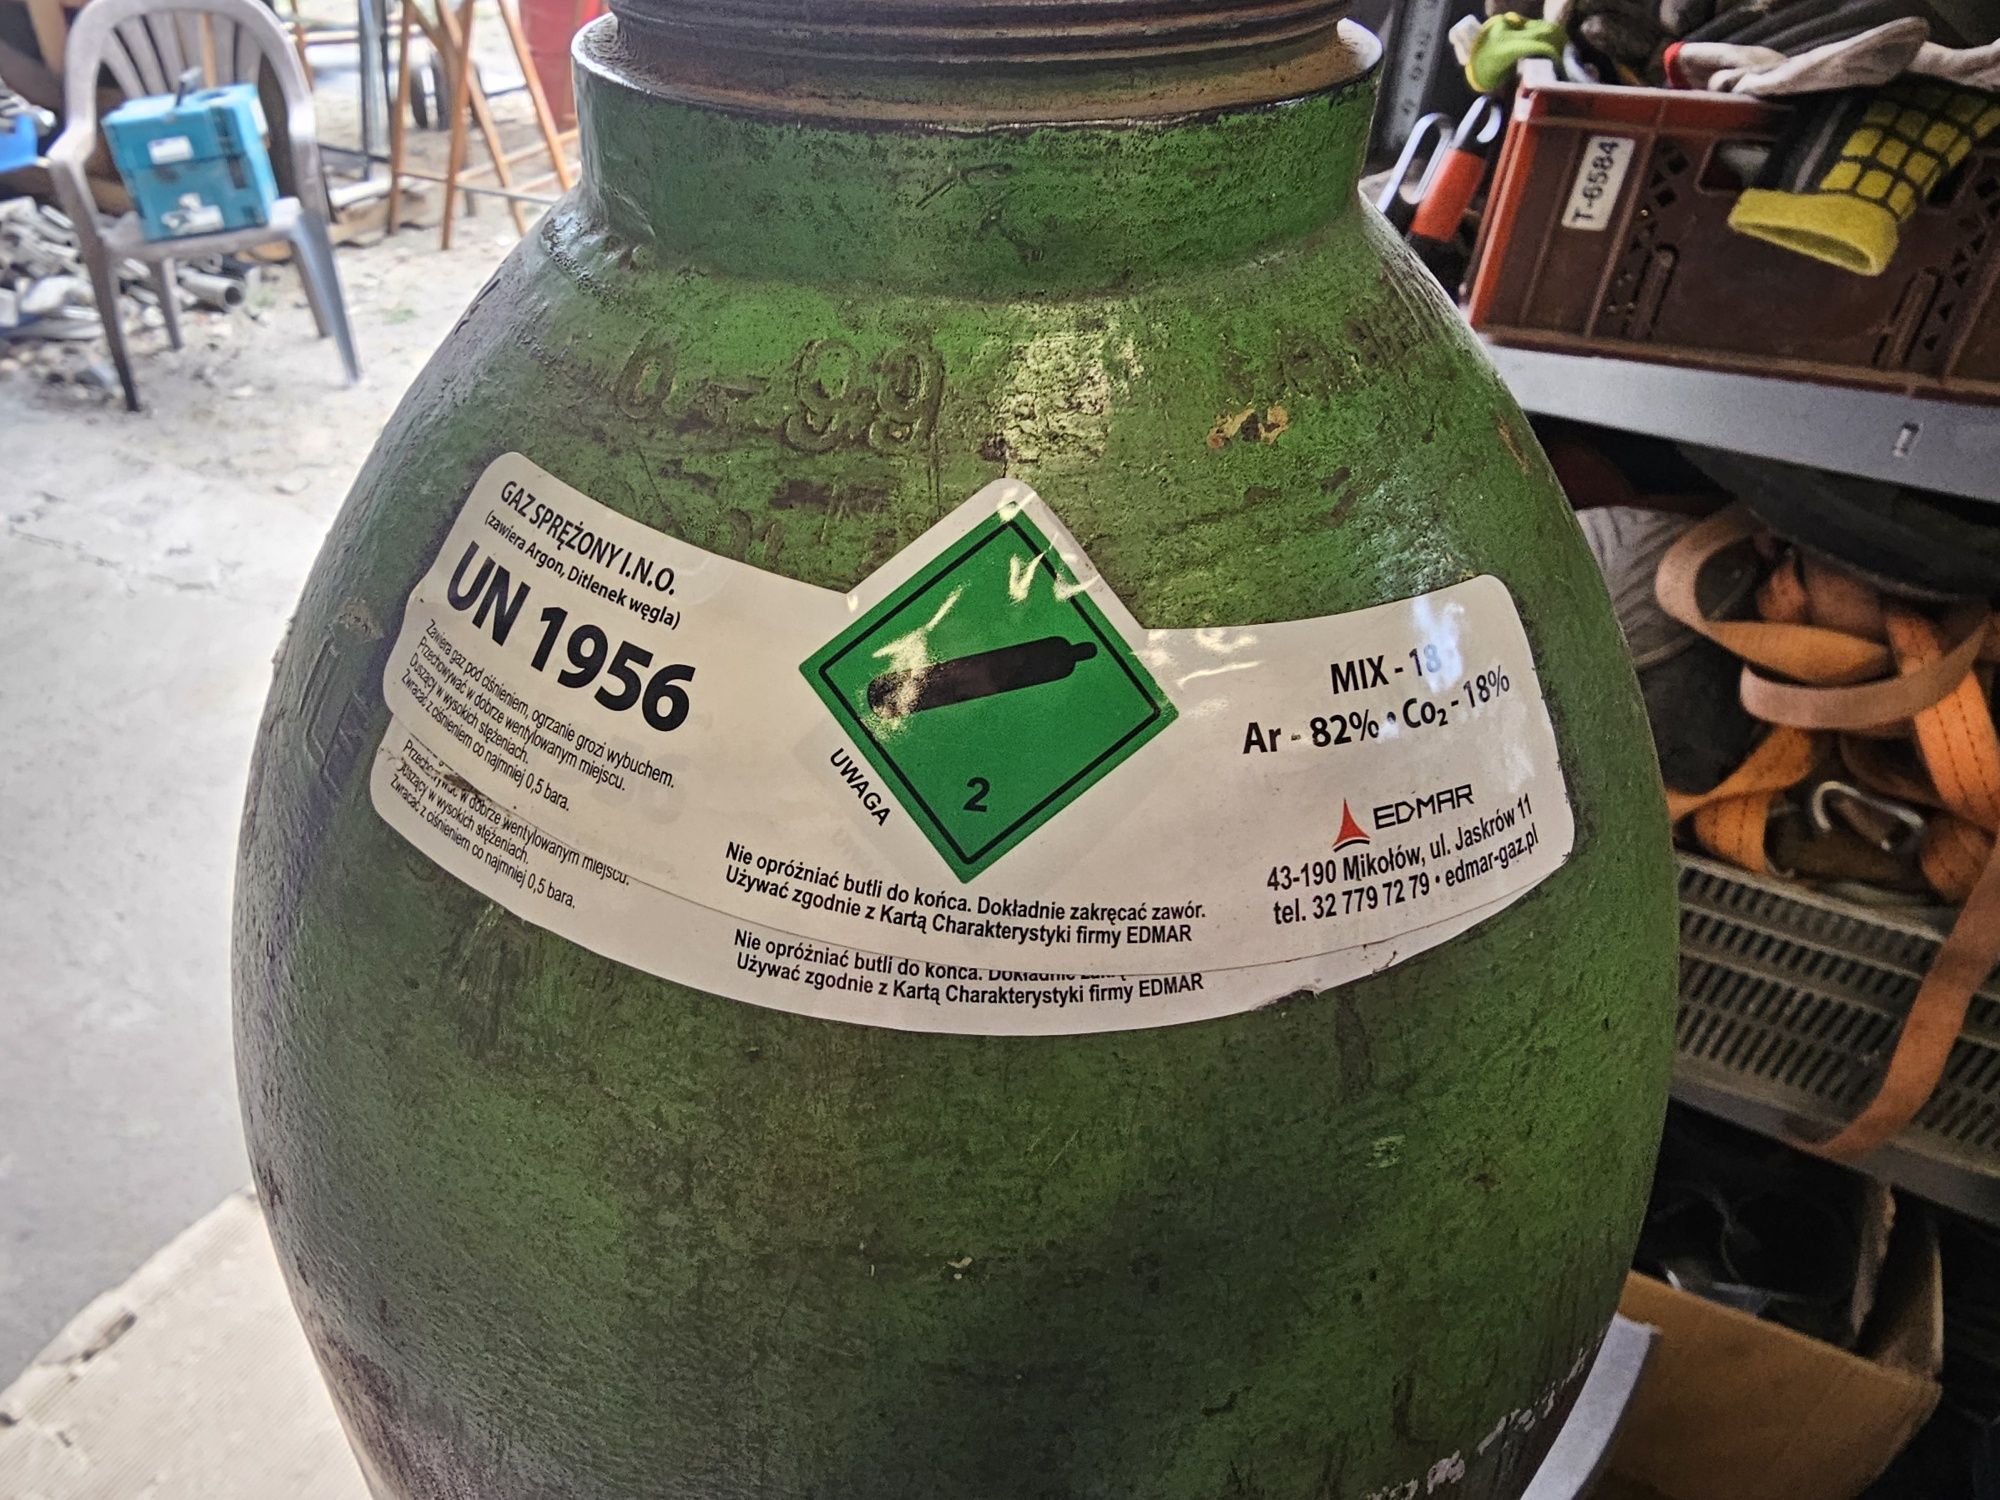 T-6584
GAZ SPRĘŻONY I.N.O.
(zawiera Argon, Ditlenek węgla)
UN 1956
Zawiera gaz pod ciśnieniem, ogrzanie grozi wybuchem.
Przechowywać w dobrze wentylowanym miejscu.
Duszący w wysokich stężeniach.
Zwracać z ciśnieniem co najmniej 0,5 bara.
2
UWAGA
MIX - 18
Ar - 82% • Co₂ - 18%
EDMAR
43-190 Mikołów, ul. Jaskrów 11
tel. 32 779 72 79 • edmar-gaz.pl
Nie opróżniać butli do końca. Dokładnie zakręcać zawór.
Używać zgodnie z Kartą Charakterystyki firmy EDMAR
w dobrze wentylowanym miejscu.
Duszący w wysokich stężeniach.
Zwracać z ciśnieniem co najmniej 0,5 bara.
Nie opróżniać butli do końca. Dokładnie
Używać zgodnie z Kartą Charakterystyki firmy EDMAR